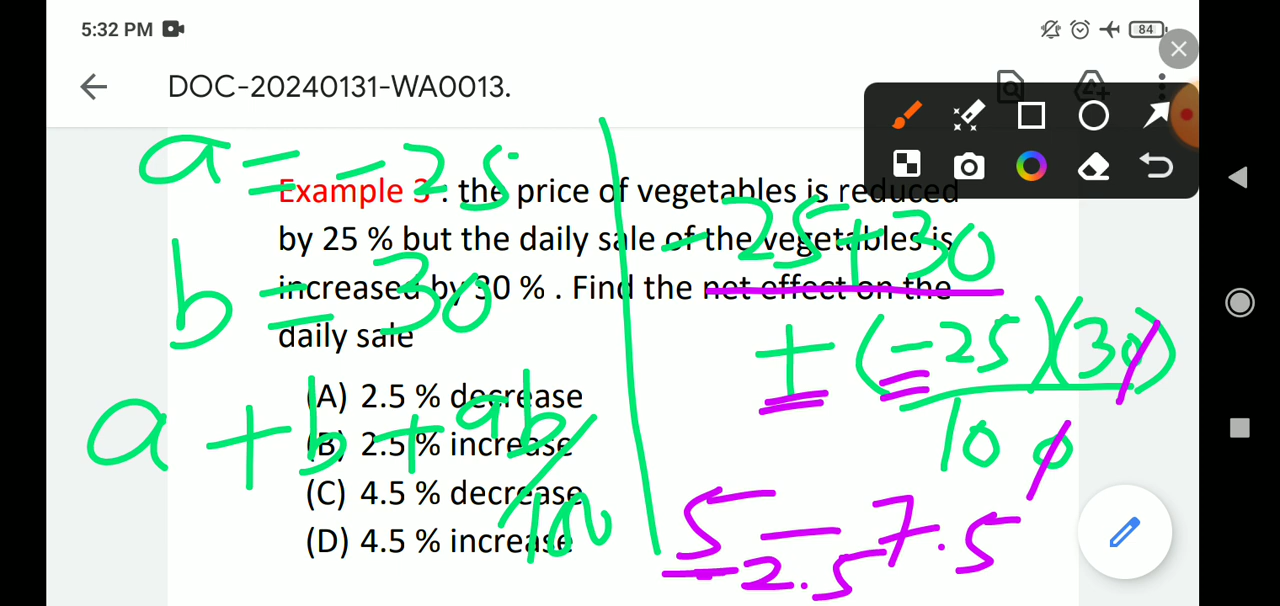 5:32 PM
84
DOC-20240131-WA0013.
a = -25
Example 3 : the price of vegetables is reduced
by 25 % but the daily sale of the vegetables is
increased by 30 % . Find the net effect on the
daily sale
b = 30
(A) 2.5 % decrease
(B) 2.5 % increase
(C) 4.5 % decrease
(D) 4.5 % increase
a + b + ab/100
-25+30
+ (-25)(30)
100
5-7.5
-2.5